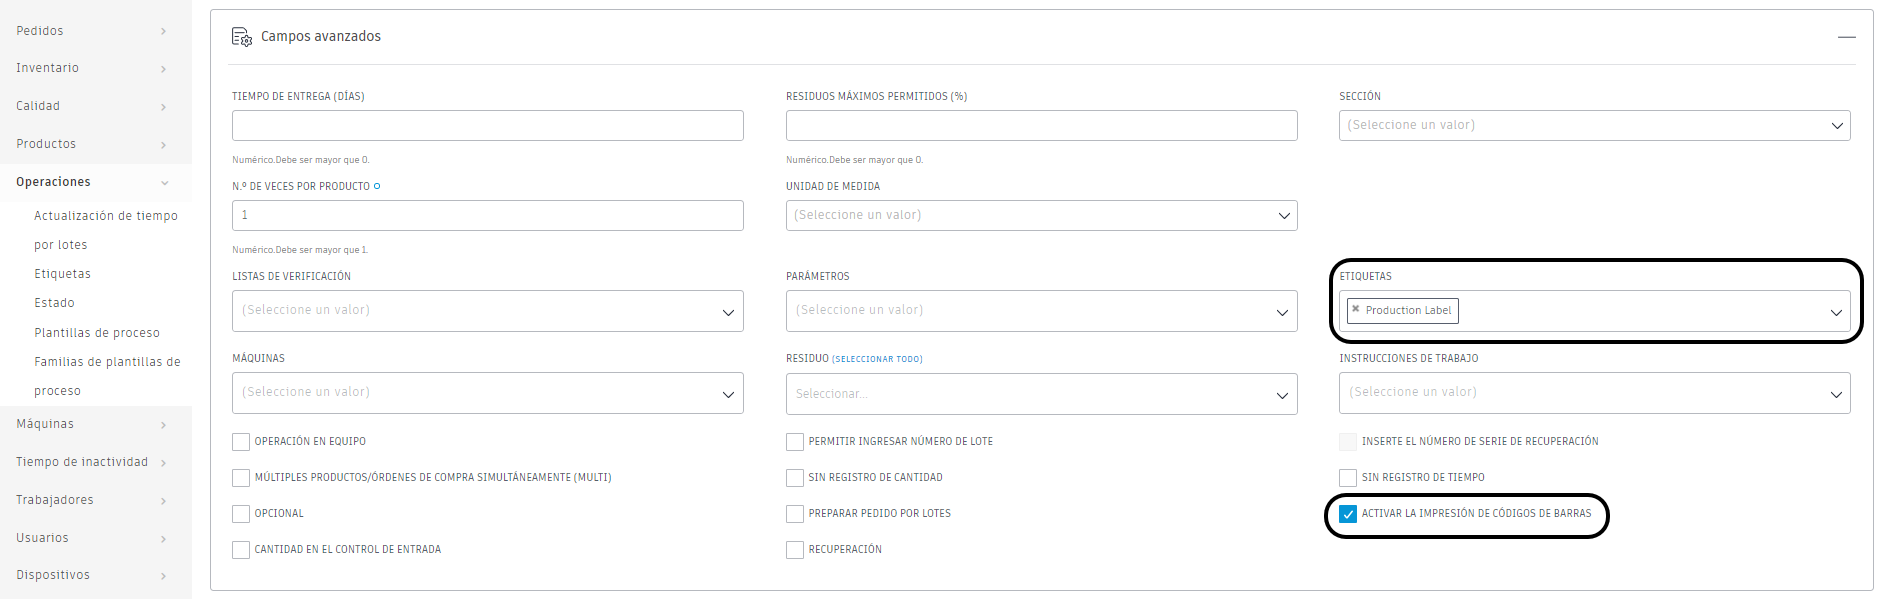 Pedidos
Inventario
Calidad
Productos
Operaciones
Actualización de tiempo
por lotes
Etiquetas
Estado
Plantillas de proceso
Familias de plantillas de
proceso
Máquinas
Tiempo de inactividad
Trabajadores
Usuarios
Dispositivos
Campos avanzados
TIEMPO DE ENTREGA (DÍAS)
RESIDUOS MÁXIMOS PERMITIDOS (%)
SECCIÓN
(Seleccione un valor)
Numérico.Debe ser mayor que 0.
Numérico.Debe ser mayor que 0.
N.º DE VECES POR PRODUCTO
UNIDAD DE MEDIDA
1
(Seleccione un valor)
Numérico.Debe ser mayor que 1.
LISTAS DE VERIFICACIÓN
PARÁMETROS
ETIQUETAS
(Seleccione un valor)
(Seleccione un valor)
Production Label
MÁQUINAS
RESIDUO (SELECCIONAR TODO)
INSTRUCCIONES DE TRABAJO
(Seleccione un valor)
Seleccionar...
(Seleccione un valor)
OPERACIÓN EN EQUIPO
PERMITIR INGRESAR NÚMERO DE LOTE
INSERTE EL NÚMERO DE SERIE DE RECUPERACIÓN
MÚLTIPLES PRODUCTOS/ÓRDENES DE COMPRA SIMULTÁNEAMENTE (MULTI)
SIN REGISTRO DE CANTIDAD
SIN REGISTRO DE TIEMPO
OPCIONAL
PREPARAR PEDIDO POR LOTES
ACTIVAR LA IMPRESIÓN DE CÓDIGOS DE BARRAS
CANTIDAD EN EL CONTROL DE ENTRADA
RECUPERACIÓN